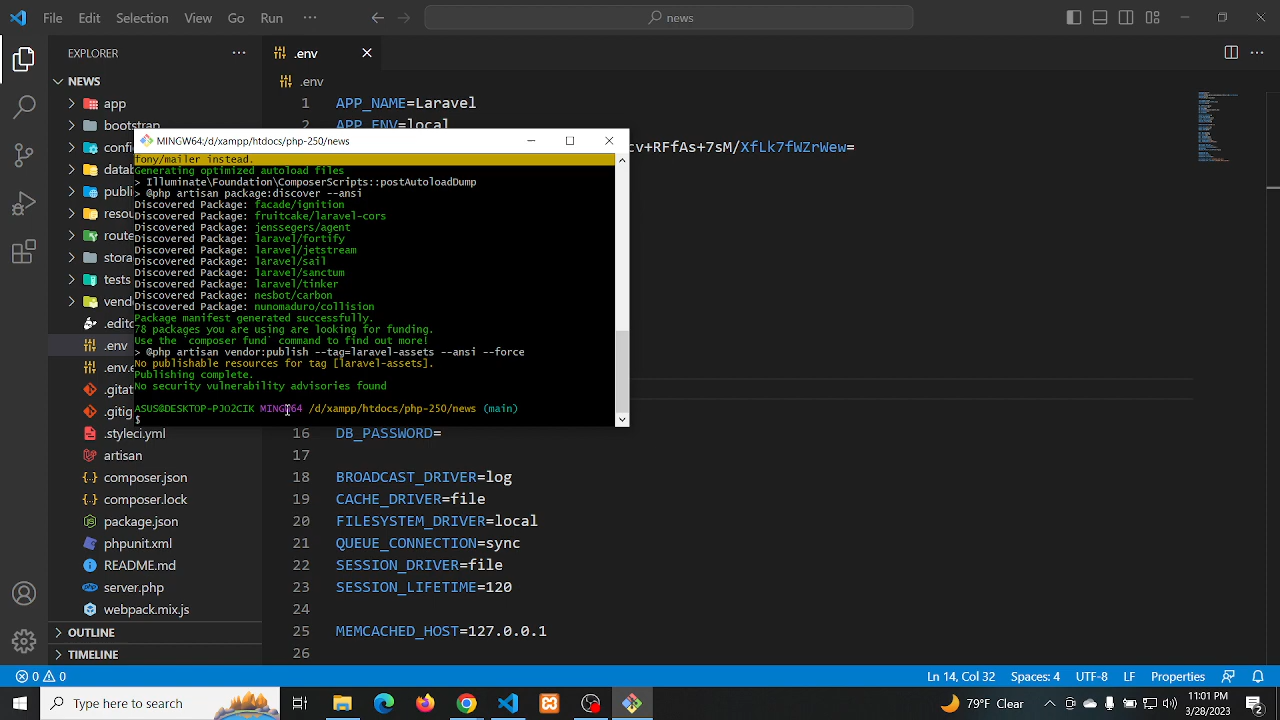 File Edit Selection View Go Run ··· news
EXPLORER ···
NEWS
app
bootstrap
.env
.styleci.yml
artisan
composer.json
composer.lock
package.json
phpunit.xml
README.md
server.php
webpack.mix.js
OUTLINE
TIMELINE
.env
.env
1 APP_NAME=Laravel
APP_ENV=local
cv+RFfAs+7sM/XfLk7fWZrWew=
MINGW64:/d/xampp/htdocs/php-250/news
fony/mailer instead.
Generating optimized autoload files
> Illuminate\Foundation\ComposerScripts::postAutoloadDump
> @php artisan package:discover --ansi
Discovered Package: facade/ignition
Discovered Package: fruitcake/laravel-cors
Discovered Package: jenssegers/agent
Discovered Package: laravel/fortify
Discovered Package: laravel/jetstream
Discovered Package: laravel/sail
Discovered Package: laravel/sanctum
Discovered Package: laravel/tinker
Discovered Package: nesbot/carbon
Discovered Package: nunomaduro/collision
Package manifest generated successfully.
78 packages you are using are looking for funding.
Use the `composer fund` command to find out more!
> @php artisan vendor:publish --tag=laravel-assets --ansi --force
No publishable resources for tag [laravel-assets].
Publishing complete.
No security vulnerability advisories found
ASUS@DESKTOP-PJO2CIK MINGW64 /d/xampp/htdocs/php-250/news (main)
$
16 DB_PASSWORD=
17
18 BROADCAST_DRIVER=log
19 CACHE_DRIVER=file
20 FILESYSTEM_DRIVER=local
21 QUEUE_CONNECTION=sync
22 SESSION_DRIVER=file
23 SESSION_LIFETIME=120
24
25 MEMCACHED_HOST=127.0.0.1
26
0 0 Ln 14, Col 32 Spaces: 4 UTF-8 LF Properties
Type here to search 79°F Clear 11:01 PM
3/28/2023 2